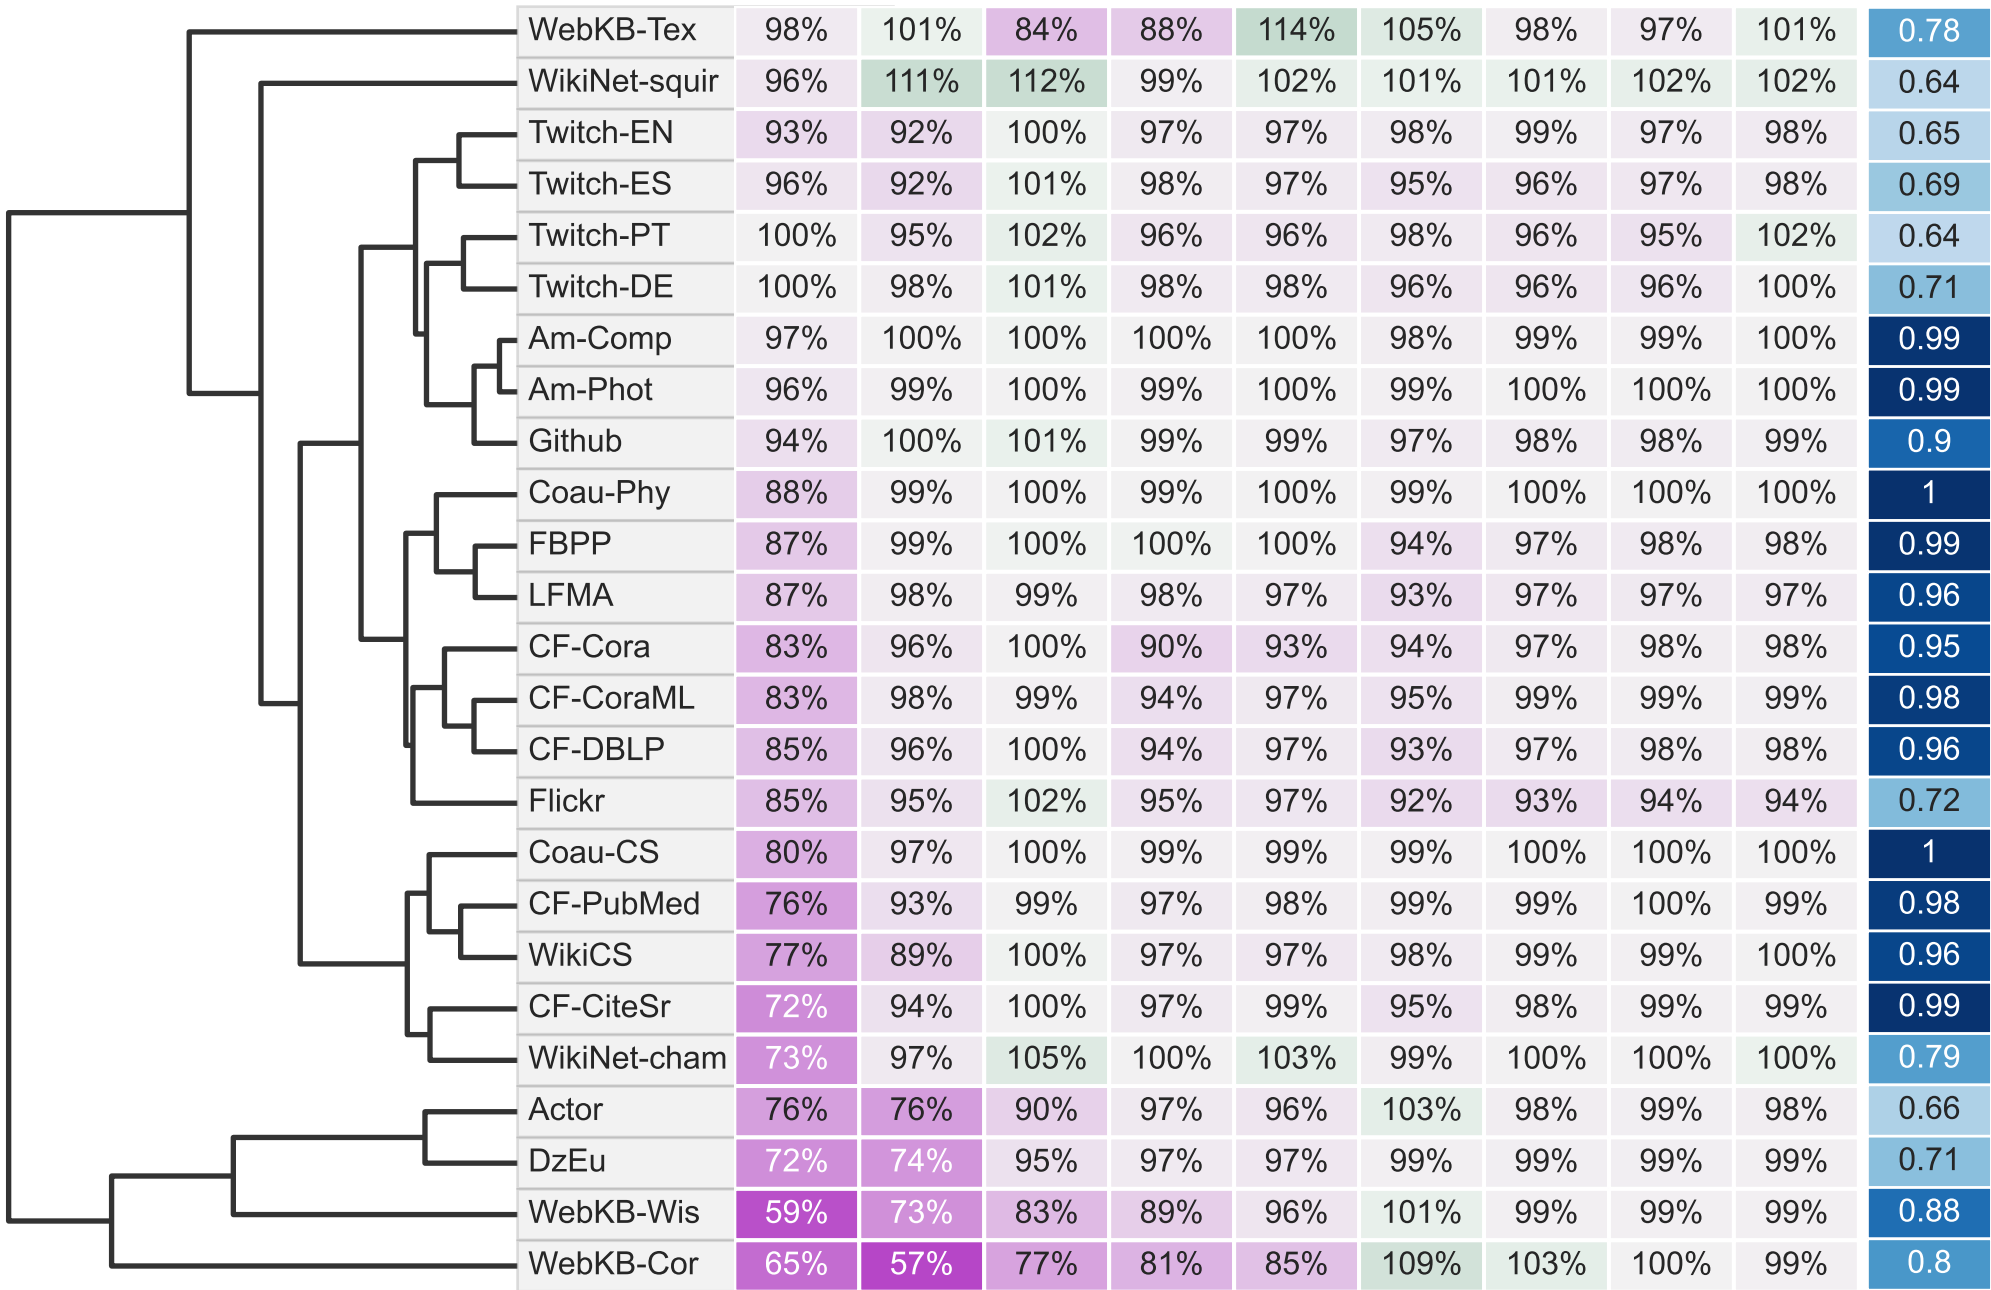 WebKB-Tex 98% 101% 84% 88% 114% 105% 98% 97% 101% 0.78
WikiNet-squir 96% 111% 112% 99% 102% 101% 101% 102% 102% 0.64
Twitch-EN 93% 92% 100% 97% 97% 98% 99% 97% 98% 0.65
Twitch-ES 96% 92% 101% 98% 97% 95% 96% 97% 98% 0.69
Twitch-PT 100% 95% 102% 96% 96% 98% 96% 95% 102% 0.64
Twitch-DE 100% 98% 101% 98% 98% 96% 96% 96% 100% 0.71
Am-Comp 97% 100% 100% 100% 100% 98% 99% 99% 100% 0.99
Am-Phot 96% 99% 100% 99% 100% 99% 100% 100% 100% 0.99
Github 94% 100% 101% 99% 99% 97% 98% 98% 99% 0.9
Coau-Phy 88% 99% 100% 99% 100% 99% 100% 100% 100% 1
FBPP 87% 99% 100% 100% 100% 94% 97% 98% 98% 0.99
LFMA 87% 98% 99% 98% 97% 93% 97% 97% 97% 0.96
CF-Cora 83% 96% 100% 90% 93% 94% 97% 98% 98% 0.95
CF-CoraML 83% 98% 99% 94% 97% 95% 99% 99% 99% 0.98
CF-DBLP 85% 96% 100% 94% 97% 93% 97% 98% 98% 0.96
Flickr 85% 95% 102% 95% 97% 92% 93% 94% 94% 0.72
Coau-CS 80% 97% 100% 99% 99% 99% 100% 100% 100% 1
CF-PubMed 76% 93% 99% 97% 98% 99% 99% 100% 99% 0.98
WikiCS 77% 89% 100% 97% 97% 98% 99% 99% 100% 0.96
CF-CiteSr 72% 94% 100% 97% 99% 95% 98% 99% 99% 0.99
WikiNet-cham 73% 97% 105% 100% 103% 99% 100% 100% 100% 0.79
Actor 76% 76% 90% 97% 96% 103% 98% 99% 98% 0.66
DzEu 72% 74% 95% 97% 97% 99% 99% 99% 99% 0.71
WebKB-Wis 59% 73% 83% 89% 96% 101% 99% 99% 99% 0.88
WebKB-Cor 65% 57% 77% 81% 85% 109% 103% 100% 99% 0.8